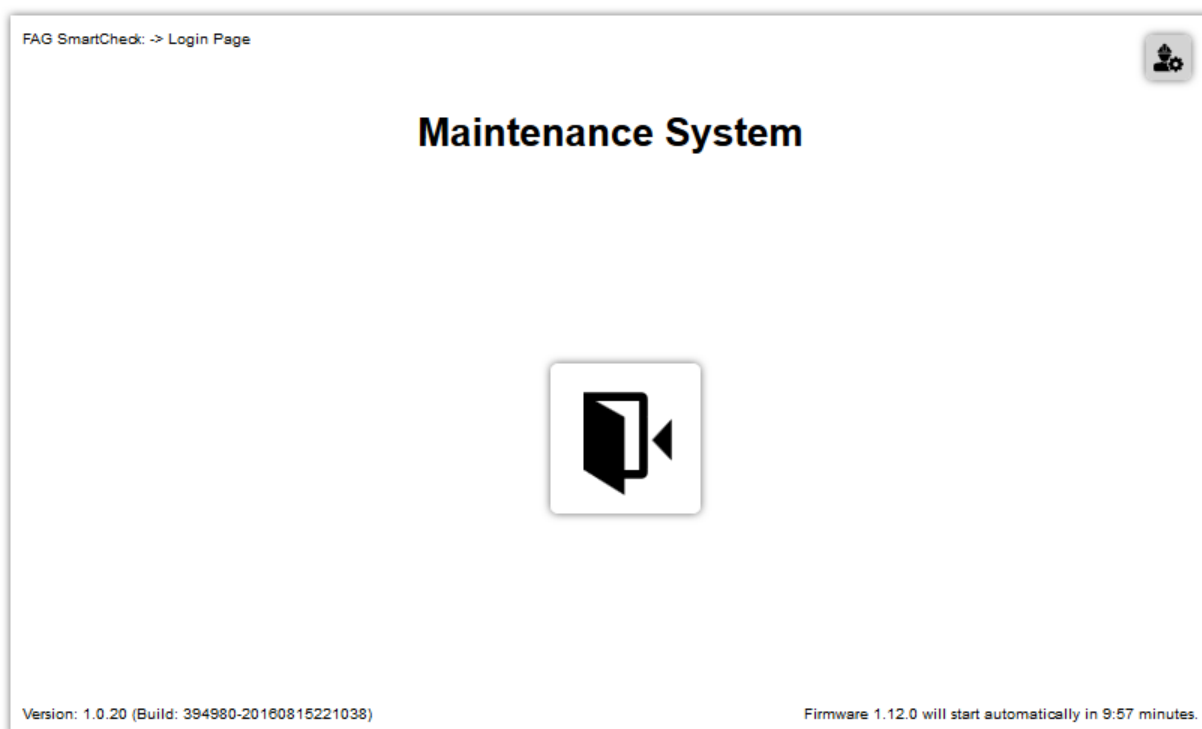 FAG SmartCheck: -> Login Page
Maintenance System
Version: 1.0.20 (Build: 394980-20160815221038)
Firmware 1.12.0 will start automatically in 9:57 minutes.